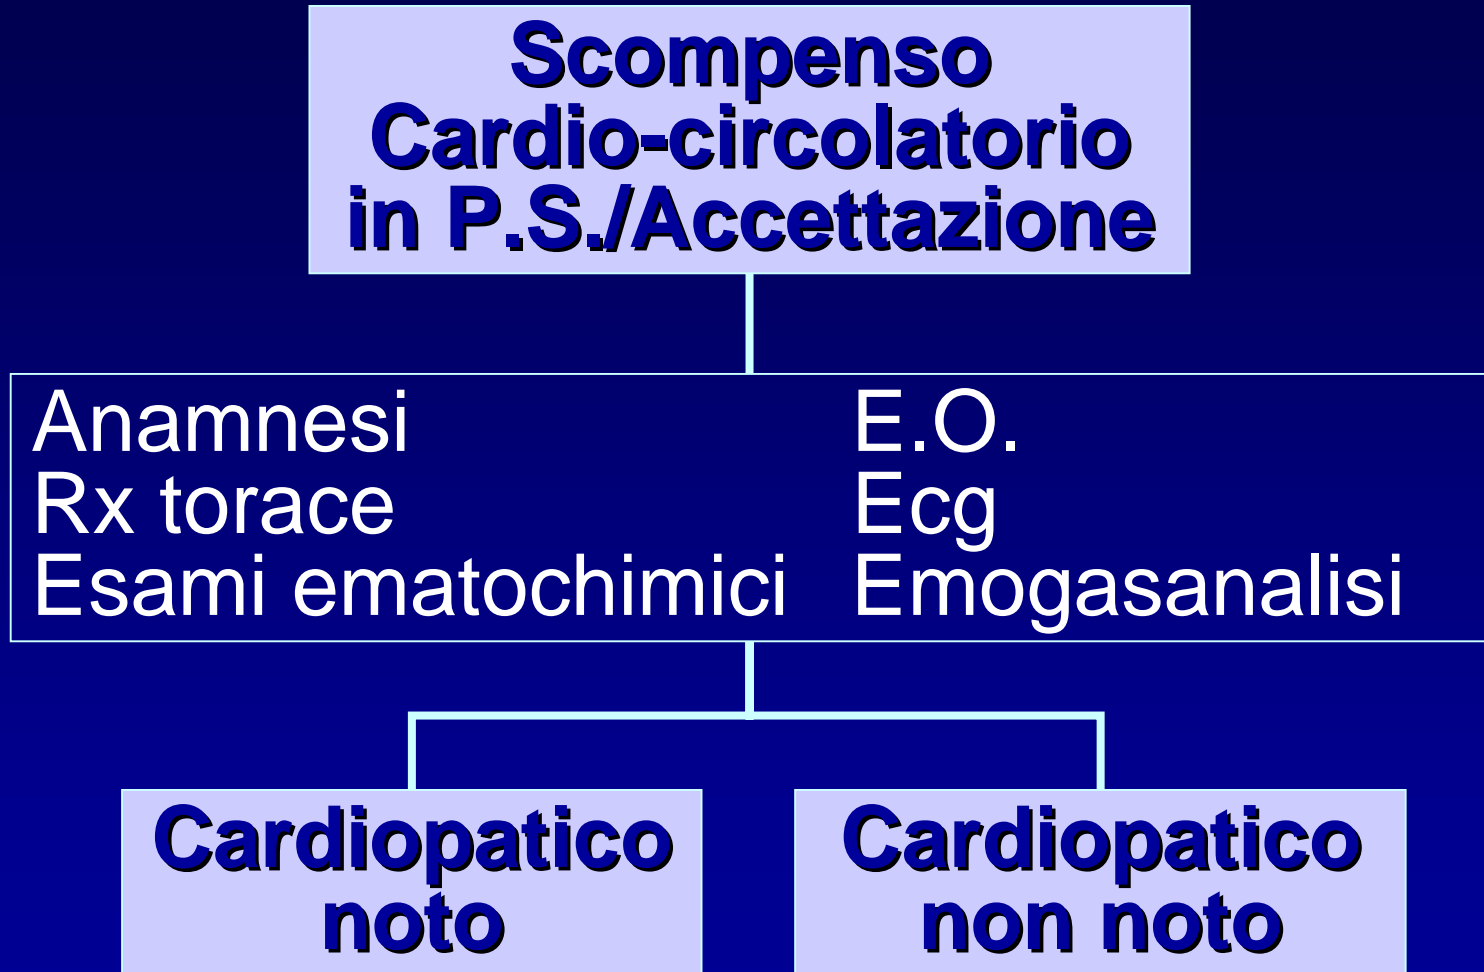 Scompenso
Cardio-circolatorio
in P.S./Accettazione
Anamnesi E.O.
Rx torace Ecg
Esami ematochimici Emogasanalisi
Cardiopatico
noto
Cardiopatico
non noto